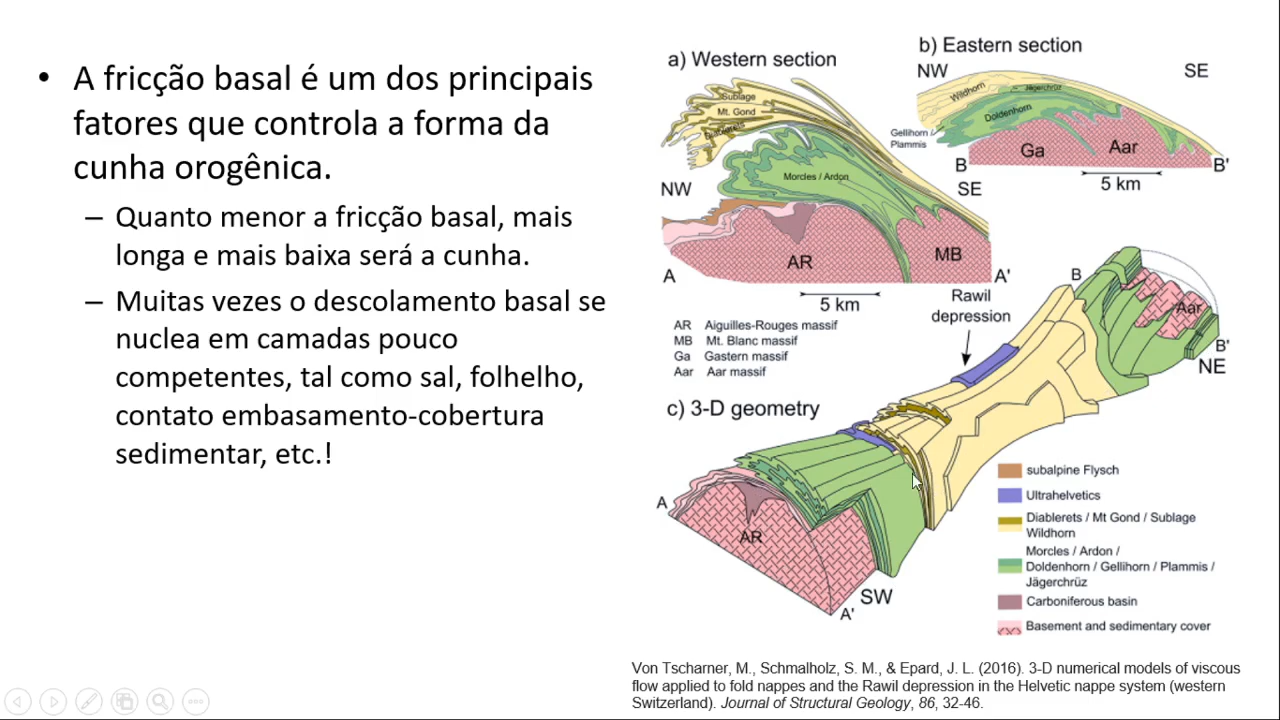 • A fricção basal é um dos principais
fatores que controla a forma da
cunha orogênica.
– Quanto menor a fricção basal, mais
longa e mais baixa será a cunha.
– Muitas vezes o descolamento basal se
nuclea em camadas pouco
competentes, tal como sal, folhelho,
contato embasamento-cobertura
sedimentar, etc.!
a) Western section
Sublage
Mt. Gond
Diablerets
Morcles / Ardon
NW
SE
AR
MB
A
A'
5 km
b) Eastern section
NW
SE
Wildhorn
Jägerchrüz
Doldenhorn
Gellihorn /
Plammis
Ga
Aar
B
B'
5 km
AR Aiguilles-Rouges massif
MB Mt. Blanc massif
Ga Gastern massif
Aar Aar massif
c) 3-D geometry
Rawil
depression
B
Aar
B'
NE
A
AR
SW
A'
subalpine Flysch
Ultrahelvetics
Diablerets / Mt Gond / Sublage
Wildhorn
Morcles / Ardon /
Doldenhorn / Gellihorn / Plammis /
Jägerchrüz
Carboniferous basin
Basement and sedimentary cover
Von Tscharner, M., Schmalholz, S. M., & Epard, J. L. (2016). 3-D numerical models of viscous
flow applied to fold nappes and the Rawil depression in the Helvetic nappe system (western
Switzerland). Journal of Structural Geology, 86, 32-46.